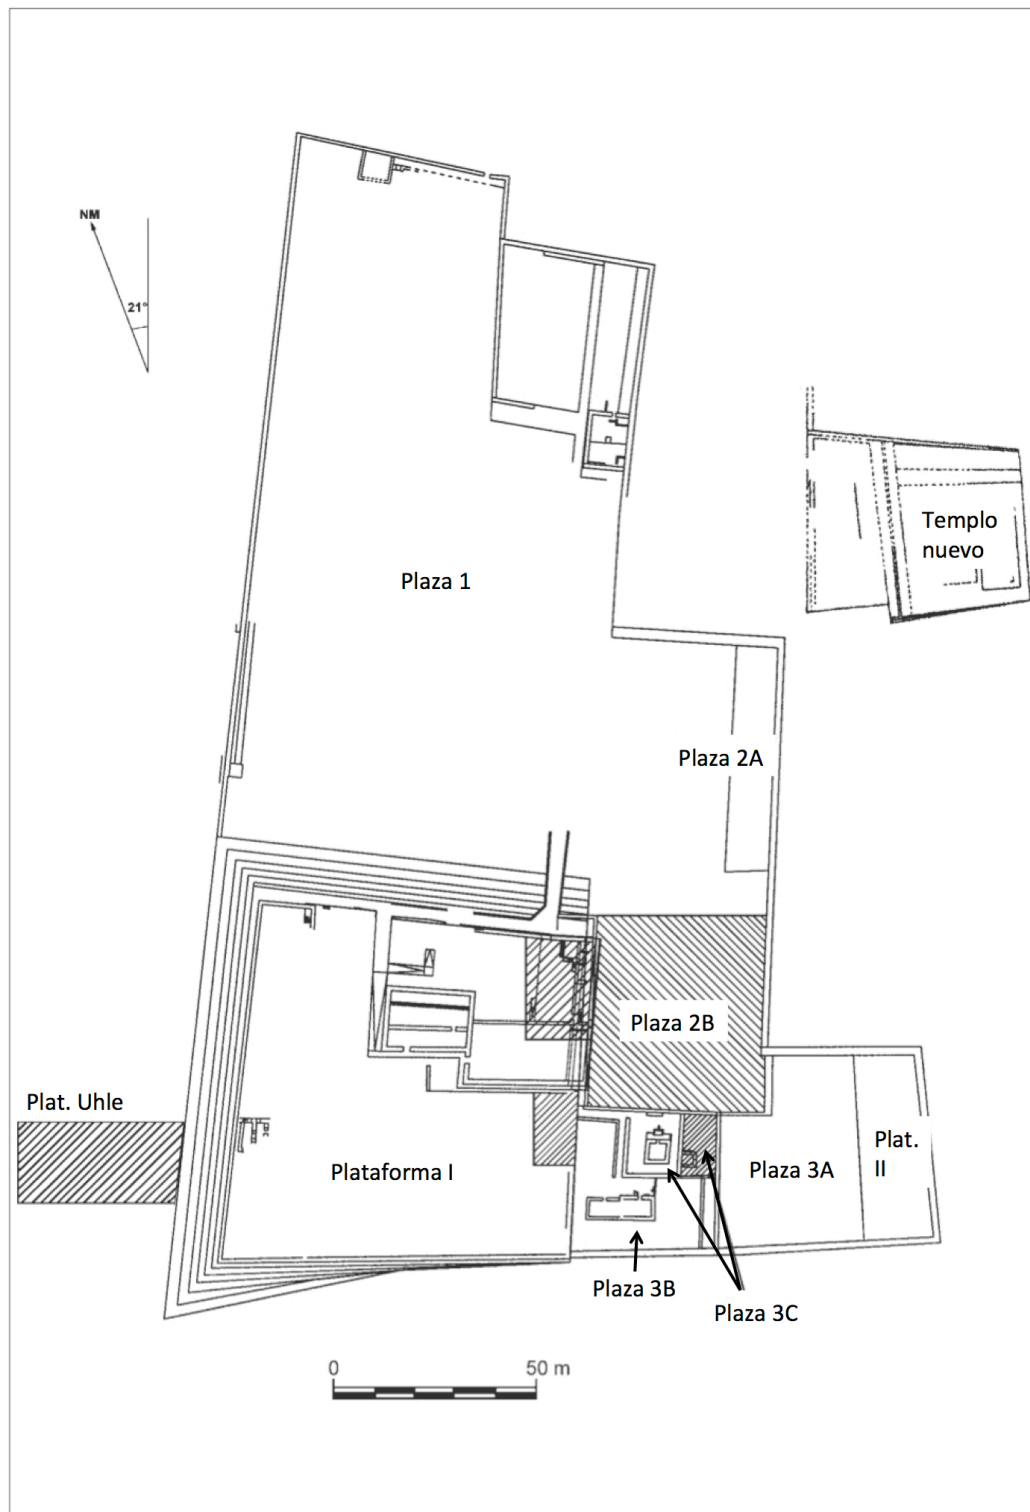 NM
21°
Templo
nuevo
Plaza 1
Plaza 2A
Plaza 2B
Plat. Uhle
Plataforma I
Plaza 3A
Plat.
II
Plaza 3B
Plaza 3C
0 50 m